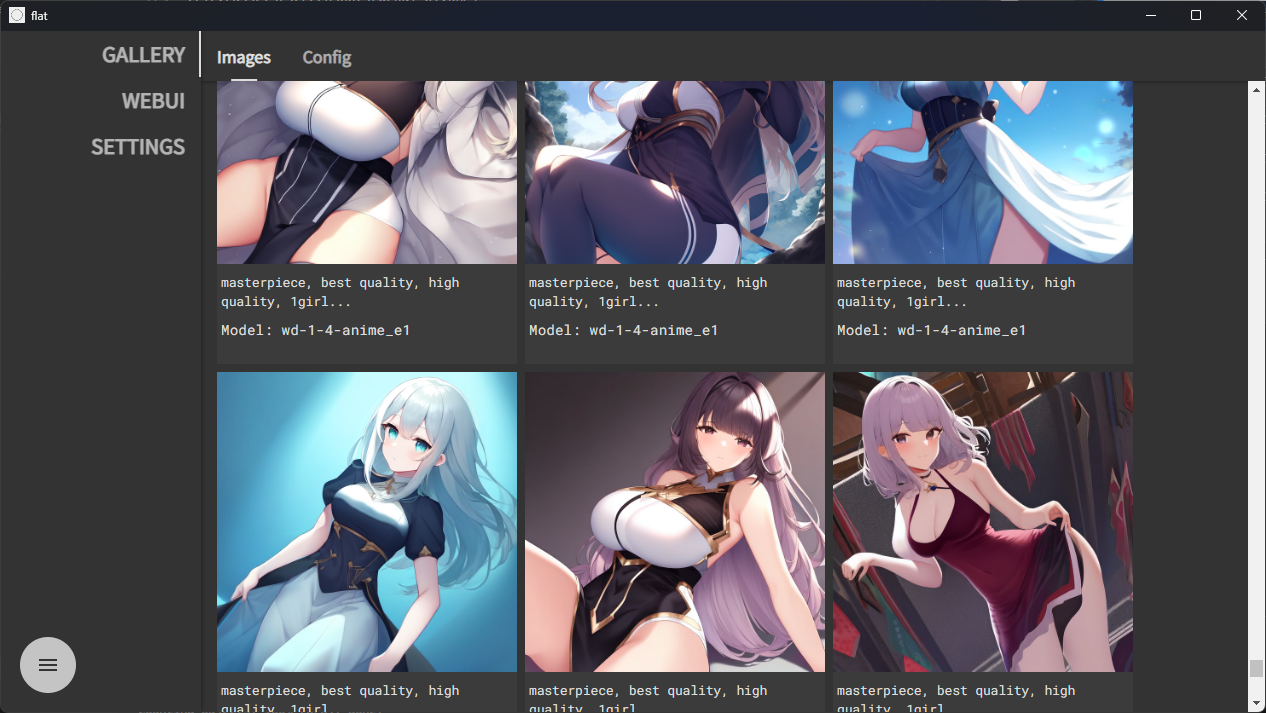 flat
GALLERY
WEBUI
SETTINGS
Images Config
masterpiece, best quality, high
quality, 1girl...
Model: wd-1-4-anime_e1
masterpiece, best quality, high
quality, 1girl...
Model: wd-1-4-anime_e1
masterpiece, best quality, high
quality, 1girl...
Model: wd-1-4-anime_e1
masterpiece, best quality, high
quality, 1girl
masterpiece, best quality, high
quality, 1girl
masterpiece, best quality, high
quality, 1girl